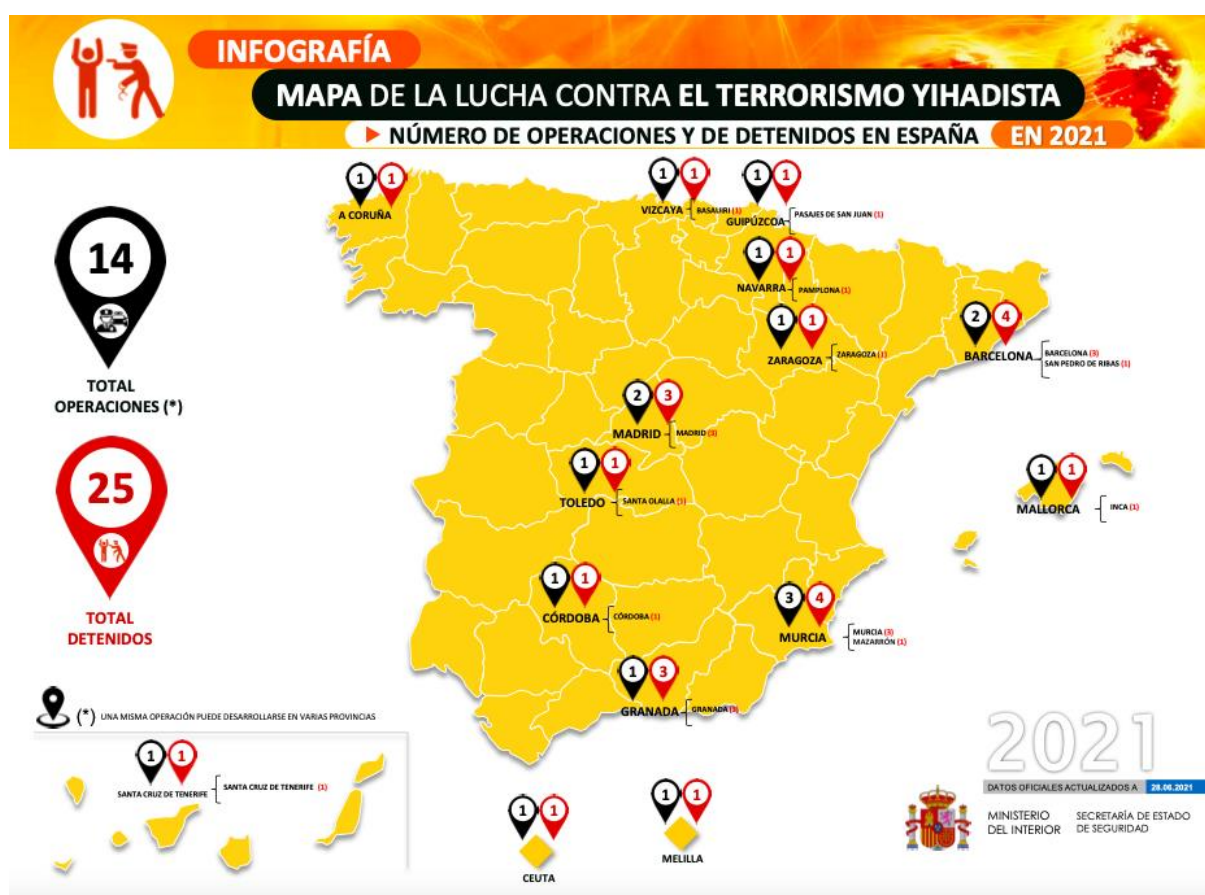 INFOGRAFÍA
MAPA DE LA LUCHA CONTRA EL TERRORISMO YIHADISTA
NÚMERO DE OPERACIONES Y DE DETENIDOS EN ESPAÑA EN 2021
14
TOTAL
OPERACIONES (*)
25
TOTAL
DETENIDOS
1 1
A CORUÑA
1 1
VIZCAYA
BASAURI (1)
1 1
GUIPÚZCOA
PASAJES DE SAN JUAN (1)
1 1
NAVARRA
PAMPLONA (1)
1 1
ZARAGOZA
ZARAGOZA (1)
2 4
BARCELONA
BARCELONA (3)
SAN PEDRO DE RIBAS (1)
2 3
MADRID
MADRID (3)
1 1
TOLEDO
SANTA OLALLA (1)
1 1
MALLORCA
INCA (1)
1 1
CÓRDOBA
CÓRDOBA (1)
3 4
MURCIA
MURCIA (3)
MAZARRÓN (1)
1 3
GRANADA
GRANADA (3)
(*) UNA MISMA OPERACIÓN PUEDE DESARROLLARSE EN VARIAS PROVINCIAS
1 1
SANTA CRUZ DE TENERIFE
SANTA CRUZ DE TENERIFE (1)
1 1
CEUTA
1 1
MELILLA
2021
DATOS OFICIALES ACTUALIZADOS A 28.06.2021
MINISTERIO
DEL INTERIOR
SECRETARÍA DE ESTADO
DE SEGURIDAD